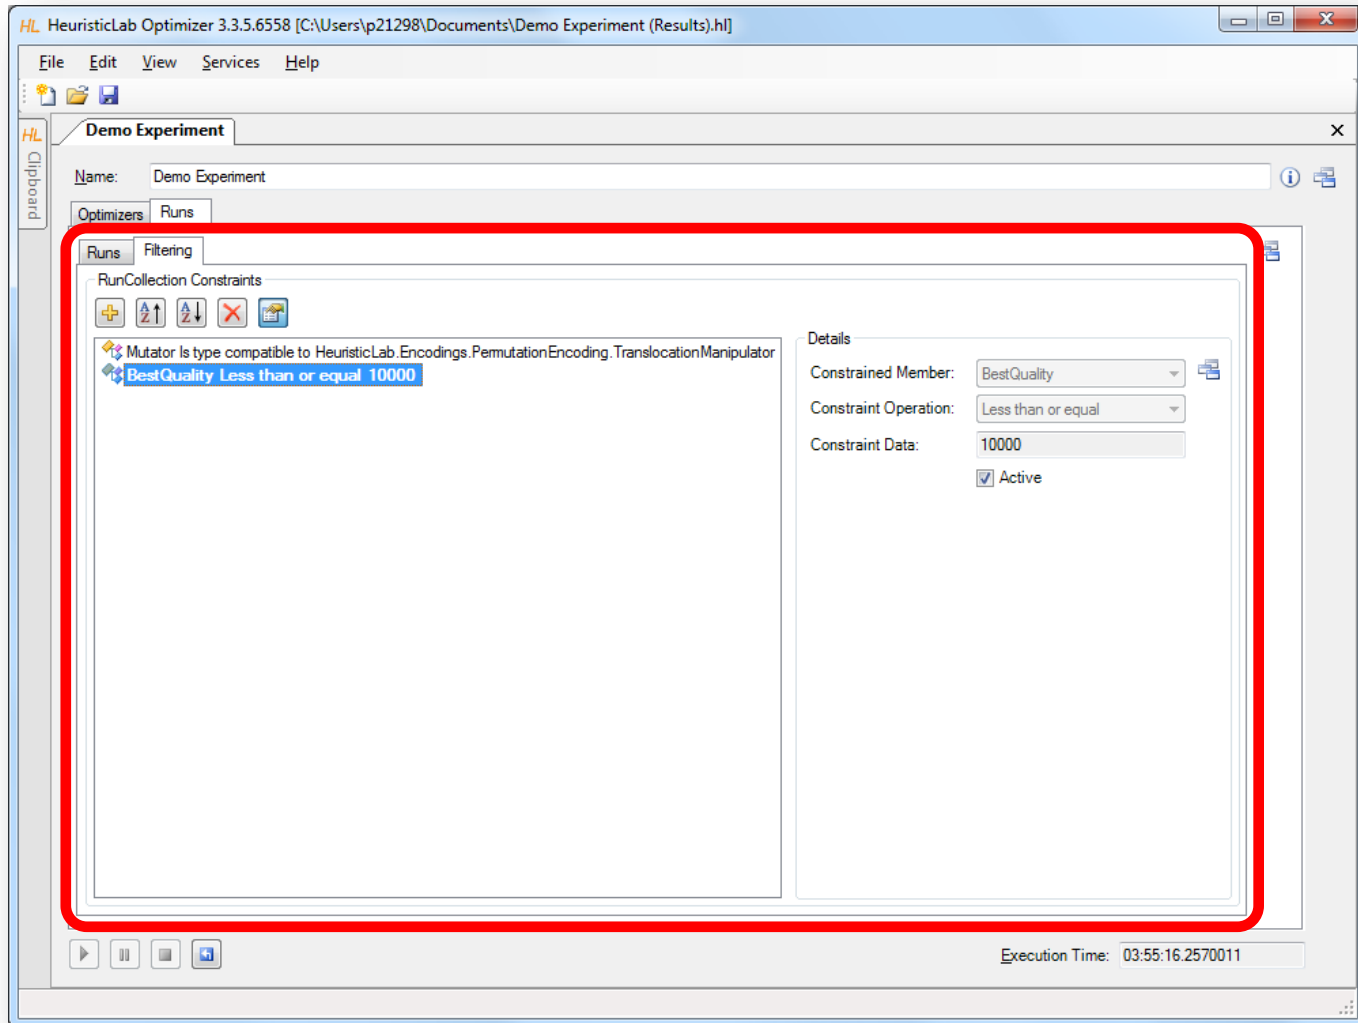 HL HeuristicLab Optimizer 3.3.5.6558 [C:\Users\p21298\Documents\Demo Experiment (Results).hl]
File Edit View Services Help
HL Clipboard
Demo Experiment
Name: Demo Experiment
Optimizers Runs
Runs Filtering
RunCollection Constraints
Mutator Is type compatible to HeuristicLab.Encodings.PermutationEncoding.TranslocationManipulator
BestQuality Less than or equal 10000
Details
Constrained Member: BestQuality
Constraint Operation: Less than or equal
Constraint Data: 10000
Active
Execution Time: 03:55:16.2570011